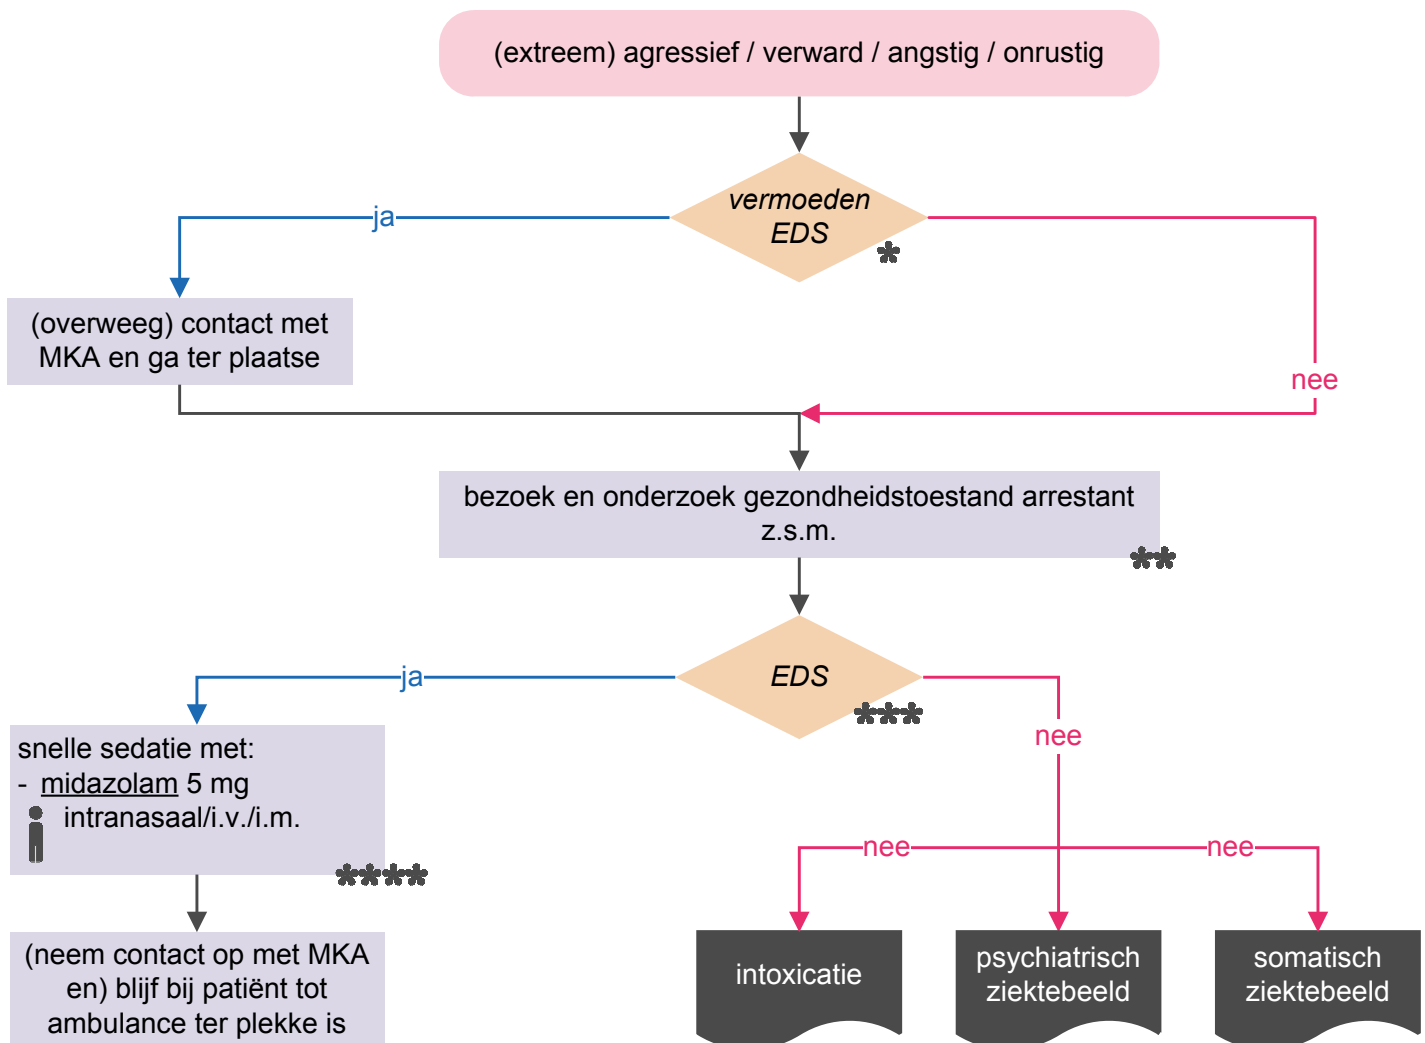 (extreem) agressief / verward / angstig / onrustig
vermoeden
EDS
*
ja
nee
(overweeg) contact met
MKA en ga ter plaatse
bezoek en onderzoek gezondheidstoestand arrestant
z.s.m.
**
EDS
***
ja
nee
snelle sedatie met:
- midazolam 5 mg
intranasaal/i.v./i.m.
****
nee
nee
(neem contact op met MKA
en) blijf bij patiënt tot
ambulance ter plekke is
intoxicatie
psychiatrisch
ziektebeeld
somatisch
ziektebeeld